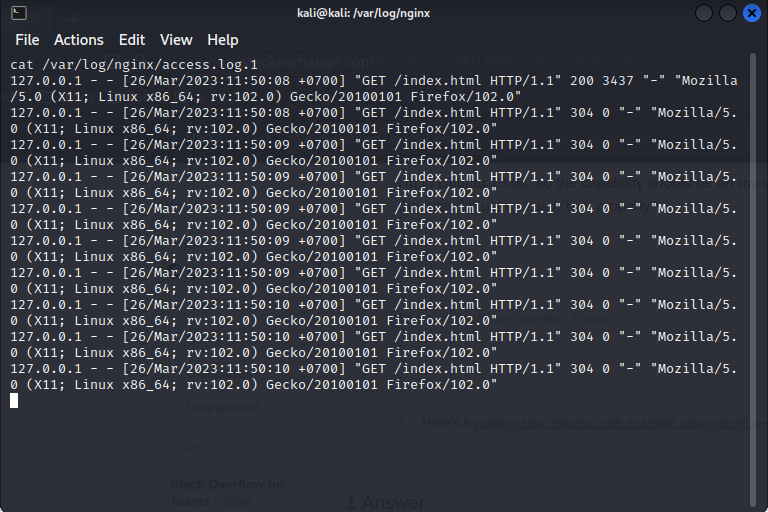 kali@kali: /var/log/nginx
File Actions Edit View Help
cat /var/log/nginx/access.log.1
127.0.0.1 - - [26/Mar/2023:11:50:08 +0700] "GET /index.html HTTP/1.1" 200 3437 "-" "Mozilla
/5.0 (X11; Linux x86_64; rv:102.0) Gecko/20100101 Firefox/102.0"
127.0.0.1 - - [26/Mar/2023:11:50:08 +0700] "GET /index.html HTTP/1.1" 304 0 "-" "Mozilla/5.
0 (X11; Linux x86_64; rv:102.0) Gecko/20100101 Firefox/102.0"
127.0.0.1 - - [26/Mar/2023:11:50:09 +0700] "GET /index.html HTTP/1.1" 304 0 "-" "Mozilla/5.
0 (X11; Linux x86_64; rv:102.0) Gecko/20100101 Firefox/102.0"
127.0.0.1 - - [26/Mar/2023:11:50:09 +0700] "GET /index.html HTTP/1.1" 304 0 "-" "Mozilla/5.
0 (X11; Linux x86_64; rv:102.0) Gecko/20100101 Firefox/102.0"
127.0.0.1 - - [26/Mar/2023:11:50:09 +0700] "GET /index.html HTTP/1.1" 304 0 "-" "Mozilla/5.
0 (X11; Linux x86_64; rv:102.0) Gecko/20100101 Firefox/102.0"
127.0.0.1 - - [26/Mar/2023:11:50:09 +0700] "GET /index.html HTTP/1.1" 304 0 "-" "Mozilla/5.
0 (X11; Linux x86_64; rv:102.0) Gecko/20100101 Firefox/102.0"
127.0.0.1 - - [26/Mar/2023:11:50:09 +0700] "GET /index.html HTTP/1.1" 304 0 "-" "Mozilla/5.
0 (X11; Linux x86_64; rv:102.0) Gecko/20100101 Firefox/102.0"
127.0.0.1 - - [26/Mar/2023:11:50:10 +0700] "GET /index.html HTTP/1.1" 304 0 "-" "Mozilla/5.
0 (X11; Linux x86_64; rv:102.0) Gecko/20100101 Firefox/102.0"
127.0.0.1 - - [26/Mar/2023:11:50:10 +0700] "GET /index.html HTTP/1.1" 304 0 "-" "Mozilla/5.
0 (X11; Linux x86_64; rv:102.0) Gecko/20100101 Firefox/102.0"
127.0.0.1 - - [26/Mar/2023:11:50:10 +0700] "GET /index.html HTTP/1.1" 304 0 "-" "Mozilla/5.
0 (X11; Linux x86_64; rv:102.0) Gecko/20100101 Firefox/102.0"
Unanswered
Here's a working http request code example using /dev/tcp
TEAMS
Stack Overflow for
Teams – Start
1 Answer